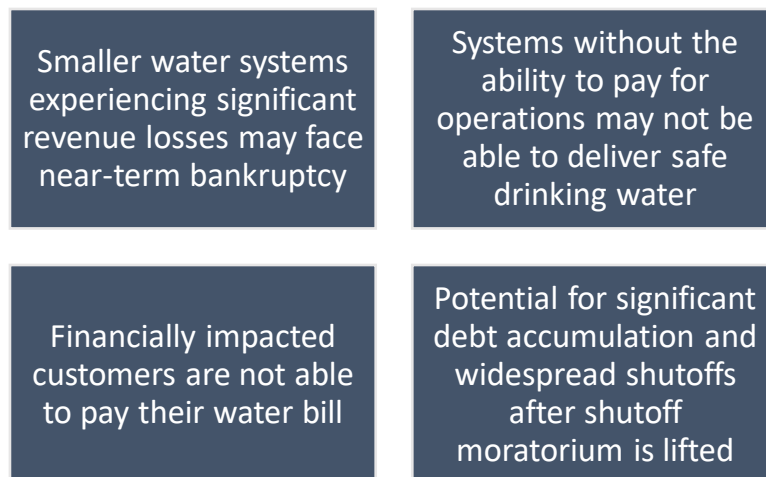 Smaller water systems
experiencing significant
revenue losses may face
near-term bankruptcy
Systems without the
ability to pay for
operations may not be
able to deliver safe
drinking water
Financially impacted
customers are not able
to pay their water bill
Potential for significant
debt accumulation and
widespread shutoffs
after shutoff
moratorium is lifted